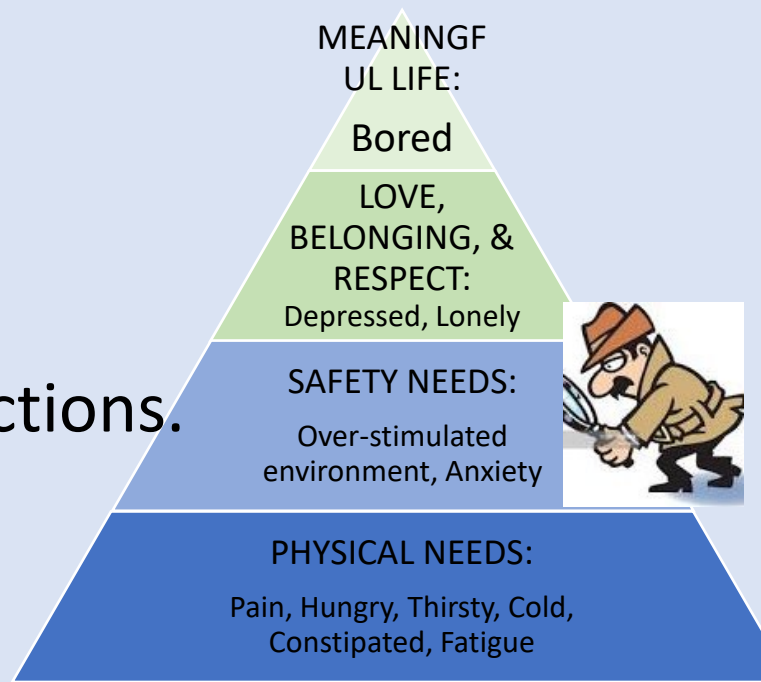 MEANINGF
UL LIFE:
Bored
LOVE,
BELONGING, &
RESPECT:
Depressed, Lonely
ctions.
SAFETY NEEDS:
Over-stimulated
environment, Anxiety
PHYSICAL NEEDS:
Pain, Hungry, Thirsty, Cold,
Constipated, Fatigue